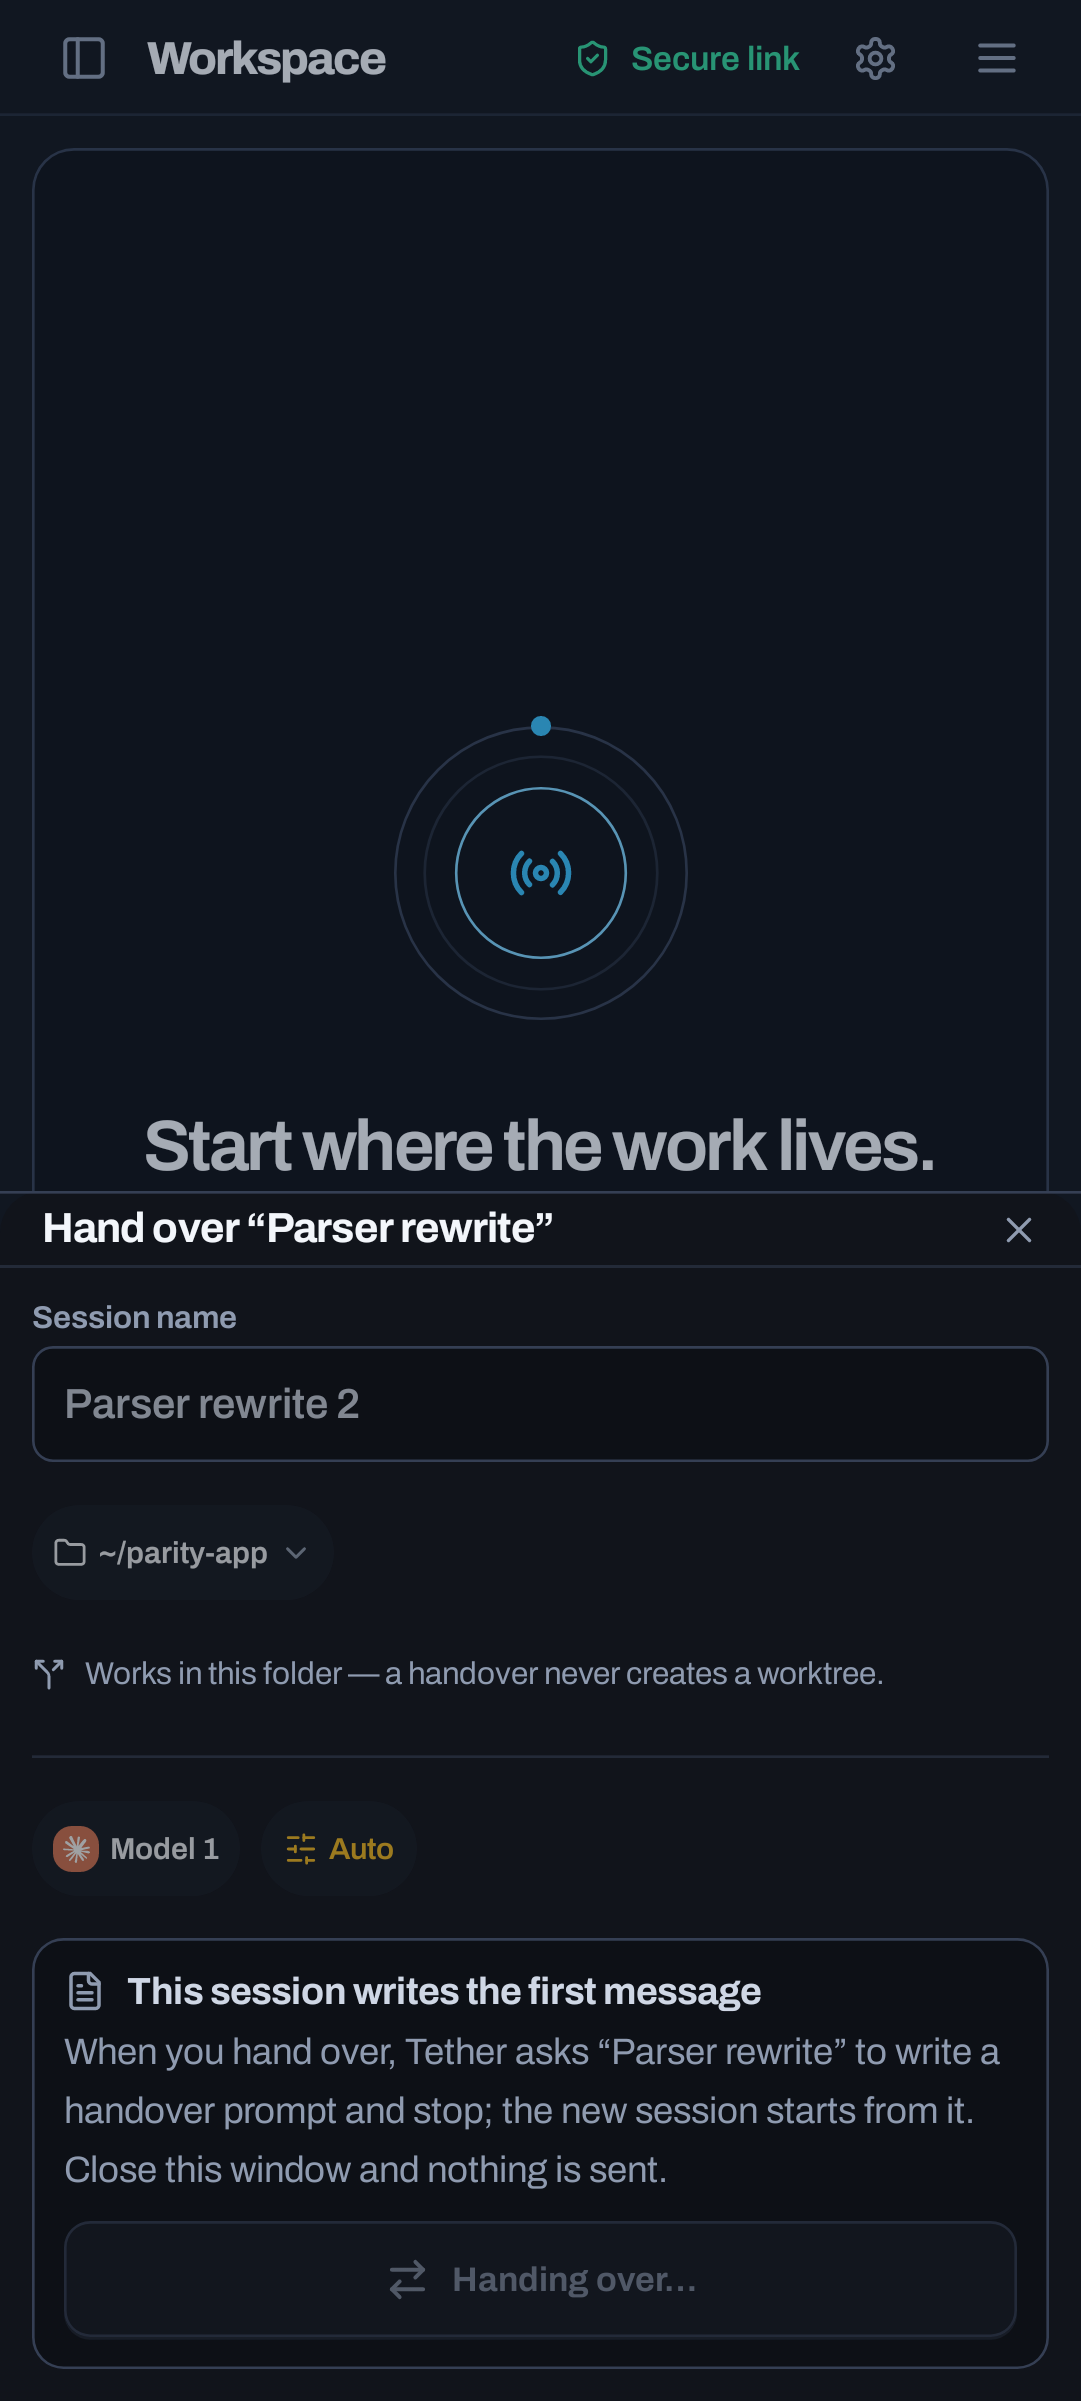 Workspace
Secure link
Start where the work lives.
Hand over “Parser rewrite”
Session name
Parser rewrite 2
~/parity-app
Works in this folder — a handover never creates a worktree.
Model 1
Auto
This session writes the first message
When you hand over, Tether asks “Parser rewrite” to write a
handover prompt and stop; the new session starts from it.
Close this window and nothing is sent.
Handing over...